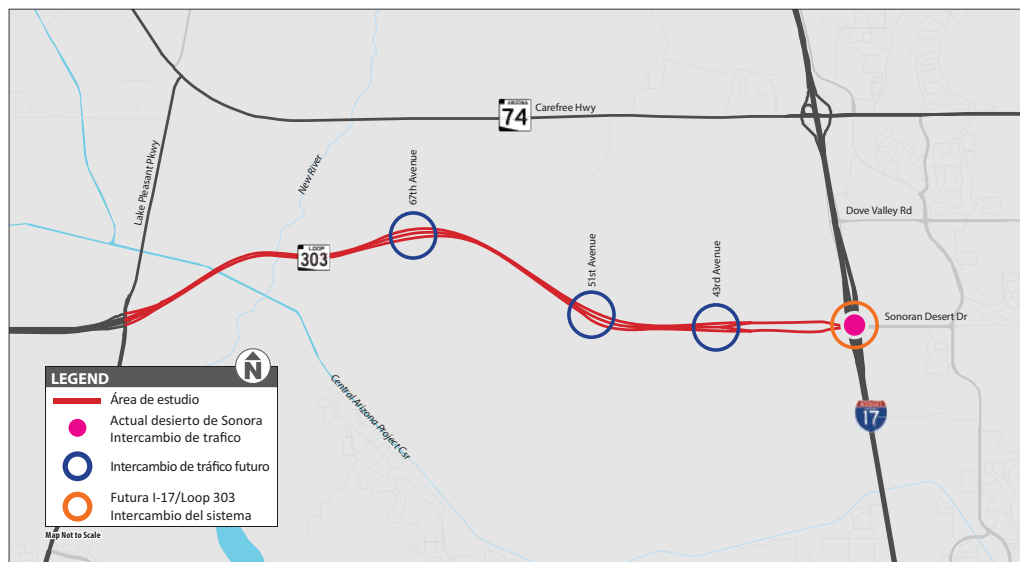 ARIZONA
74
Carefree Hwy
Lake Pleasant Pkwy
New River
67th Avenue
LOOP
303
51st Avenue
43rd Avenue
Dove Valley Rd
Sonoran Desert Dr
17
Central Arizona Project Csr
N
LEGEND
Área de estudio
Actual desierto de Sonora
Intercambio de trafico
Intercambio de tráfico futuro
Futura I-17/Loop 303
Intercambio del sistema
Map Not to Scale